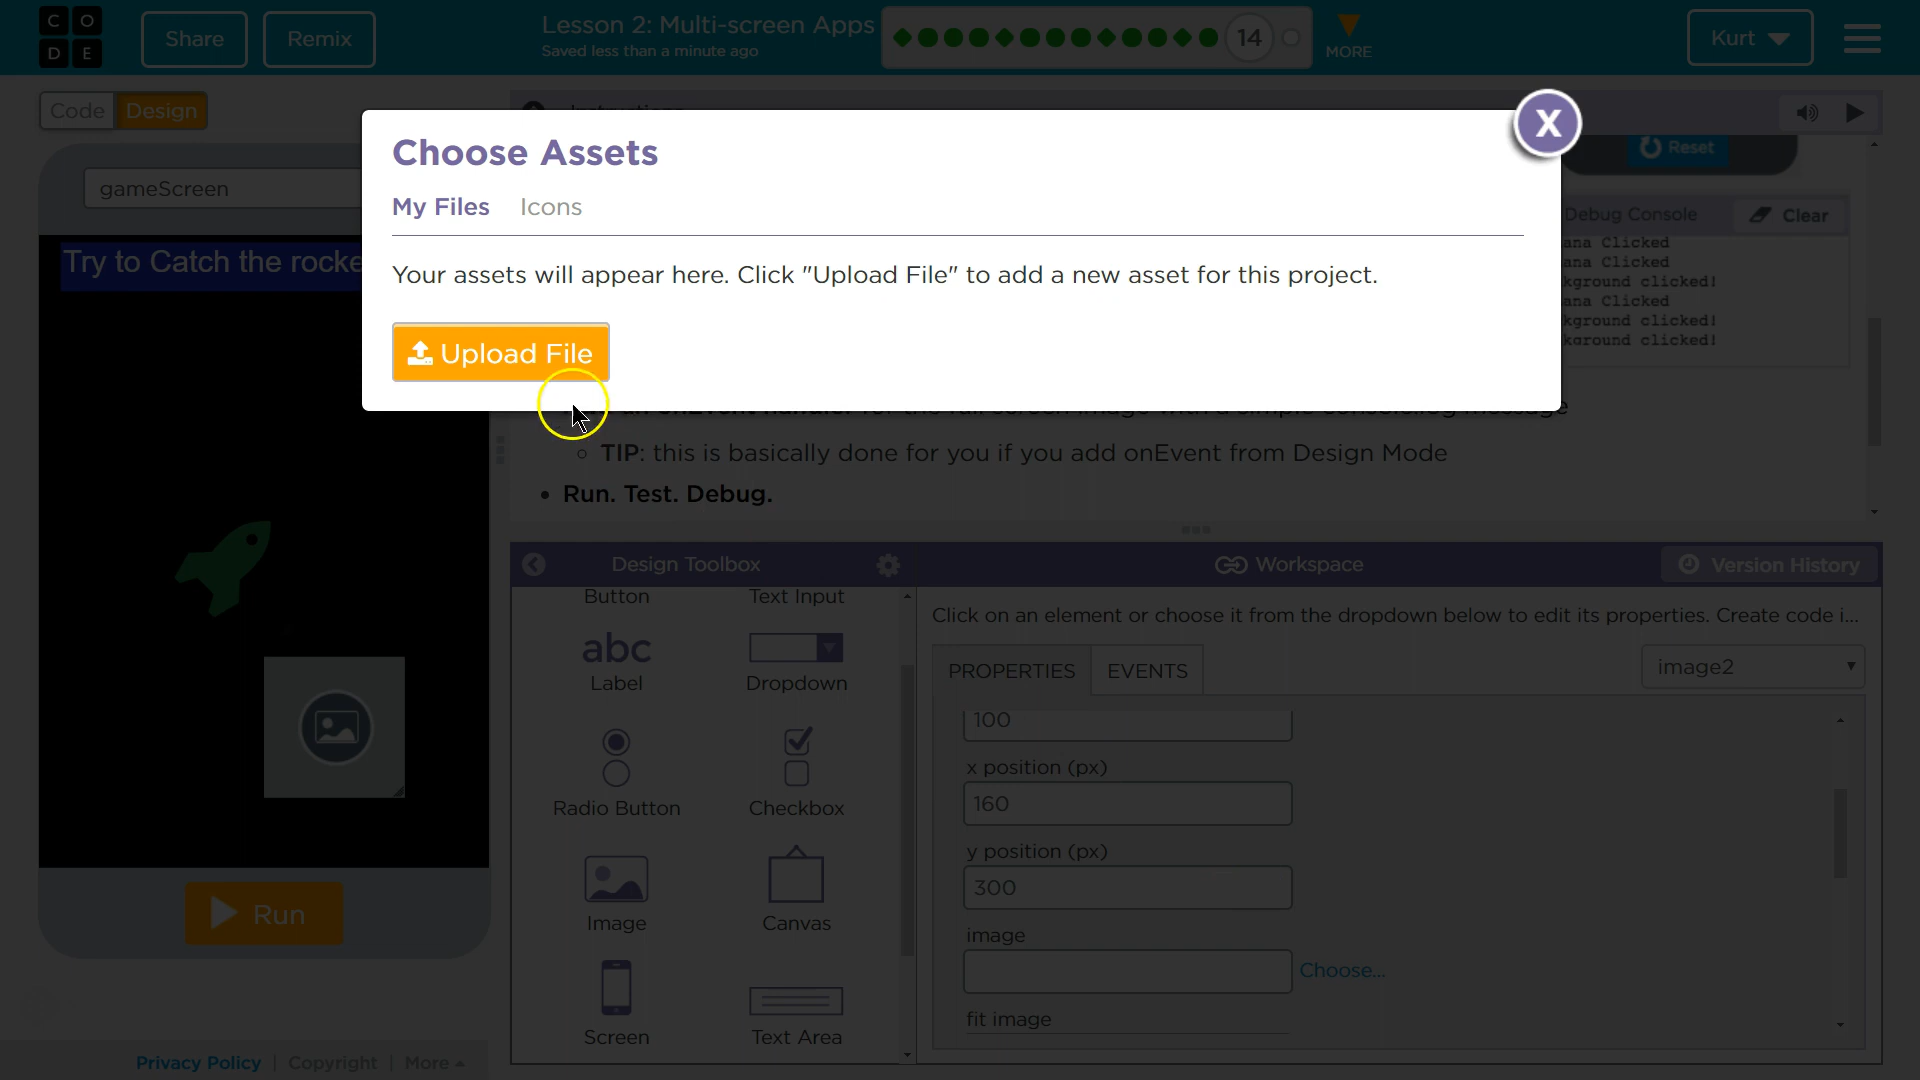 C O
D E
Share
Remix
Lesson 2: Multi-screen Apps
Saved less than a minute ago
14
MORE
Kurt
Code
Design
Reset
gameScreen
Try to Catch the rocke
Choose Assets
X
My Files
Icons
Your assets will appear here. Click "Upload File" to add a new asset for this project.
Upload File
Debug Console
Clear
ana Clicked
ana Clicked
kground clicked!
ana Clicked
kground clicked!
kground clicked!
TIP: this is basically done for you if you add onEvent from Design Mode
Run. Test. Debug.
Design Toolbox
Workspace
Version History
Button
Text Input
abc
Label
Dropdown
Radio Button
Checkbox
Image
Canvas
Screen
Text Area
Click on an element or choose it from the dropdown below to edit its properties. Create code i...
PROPERTIES
EVENTS
image2
100
x position (px)
160
y position (px)
300
image
Choose...
fit image
Run
Privacy Policy | Copyright | More